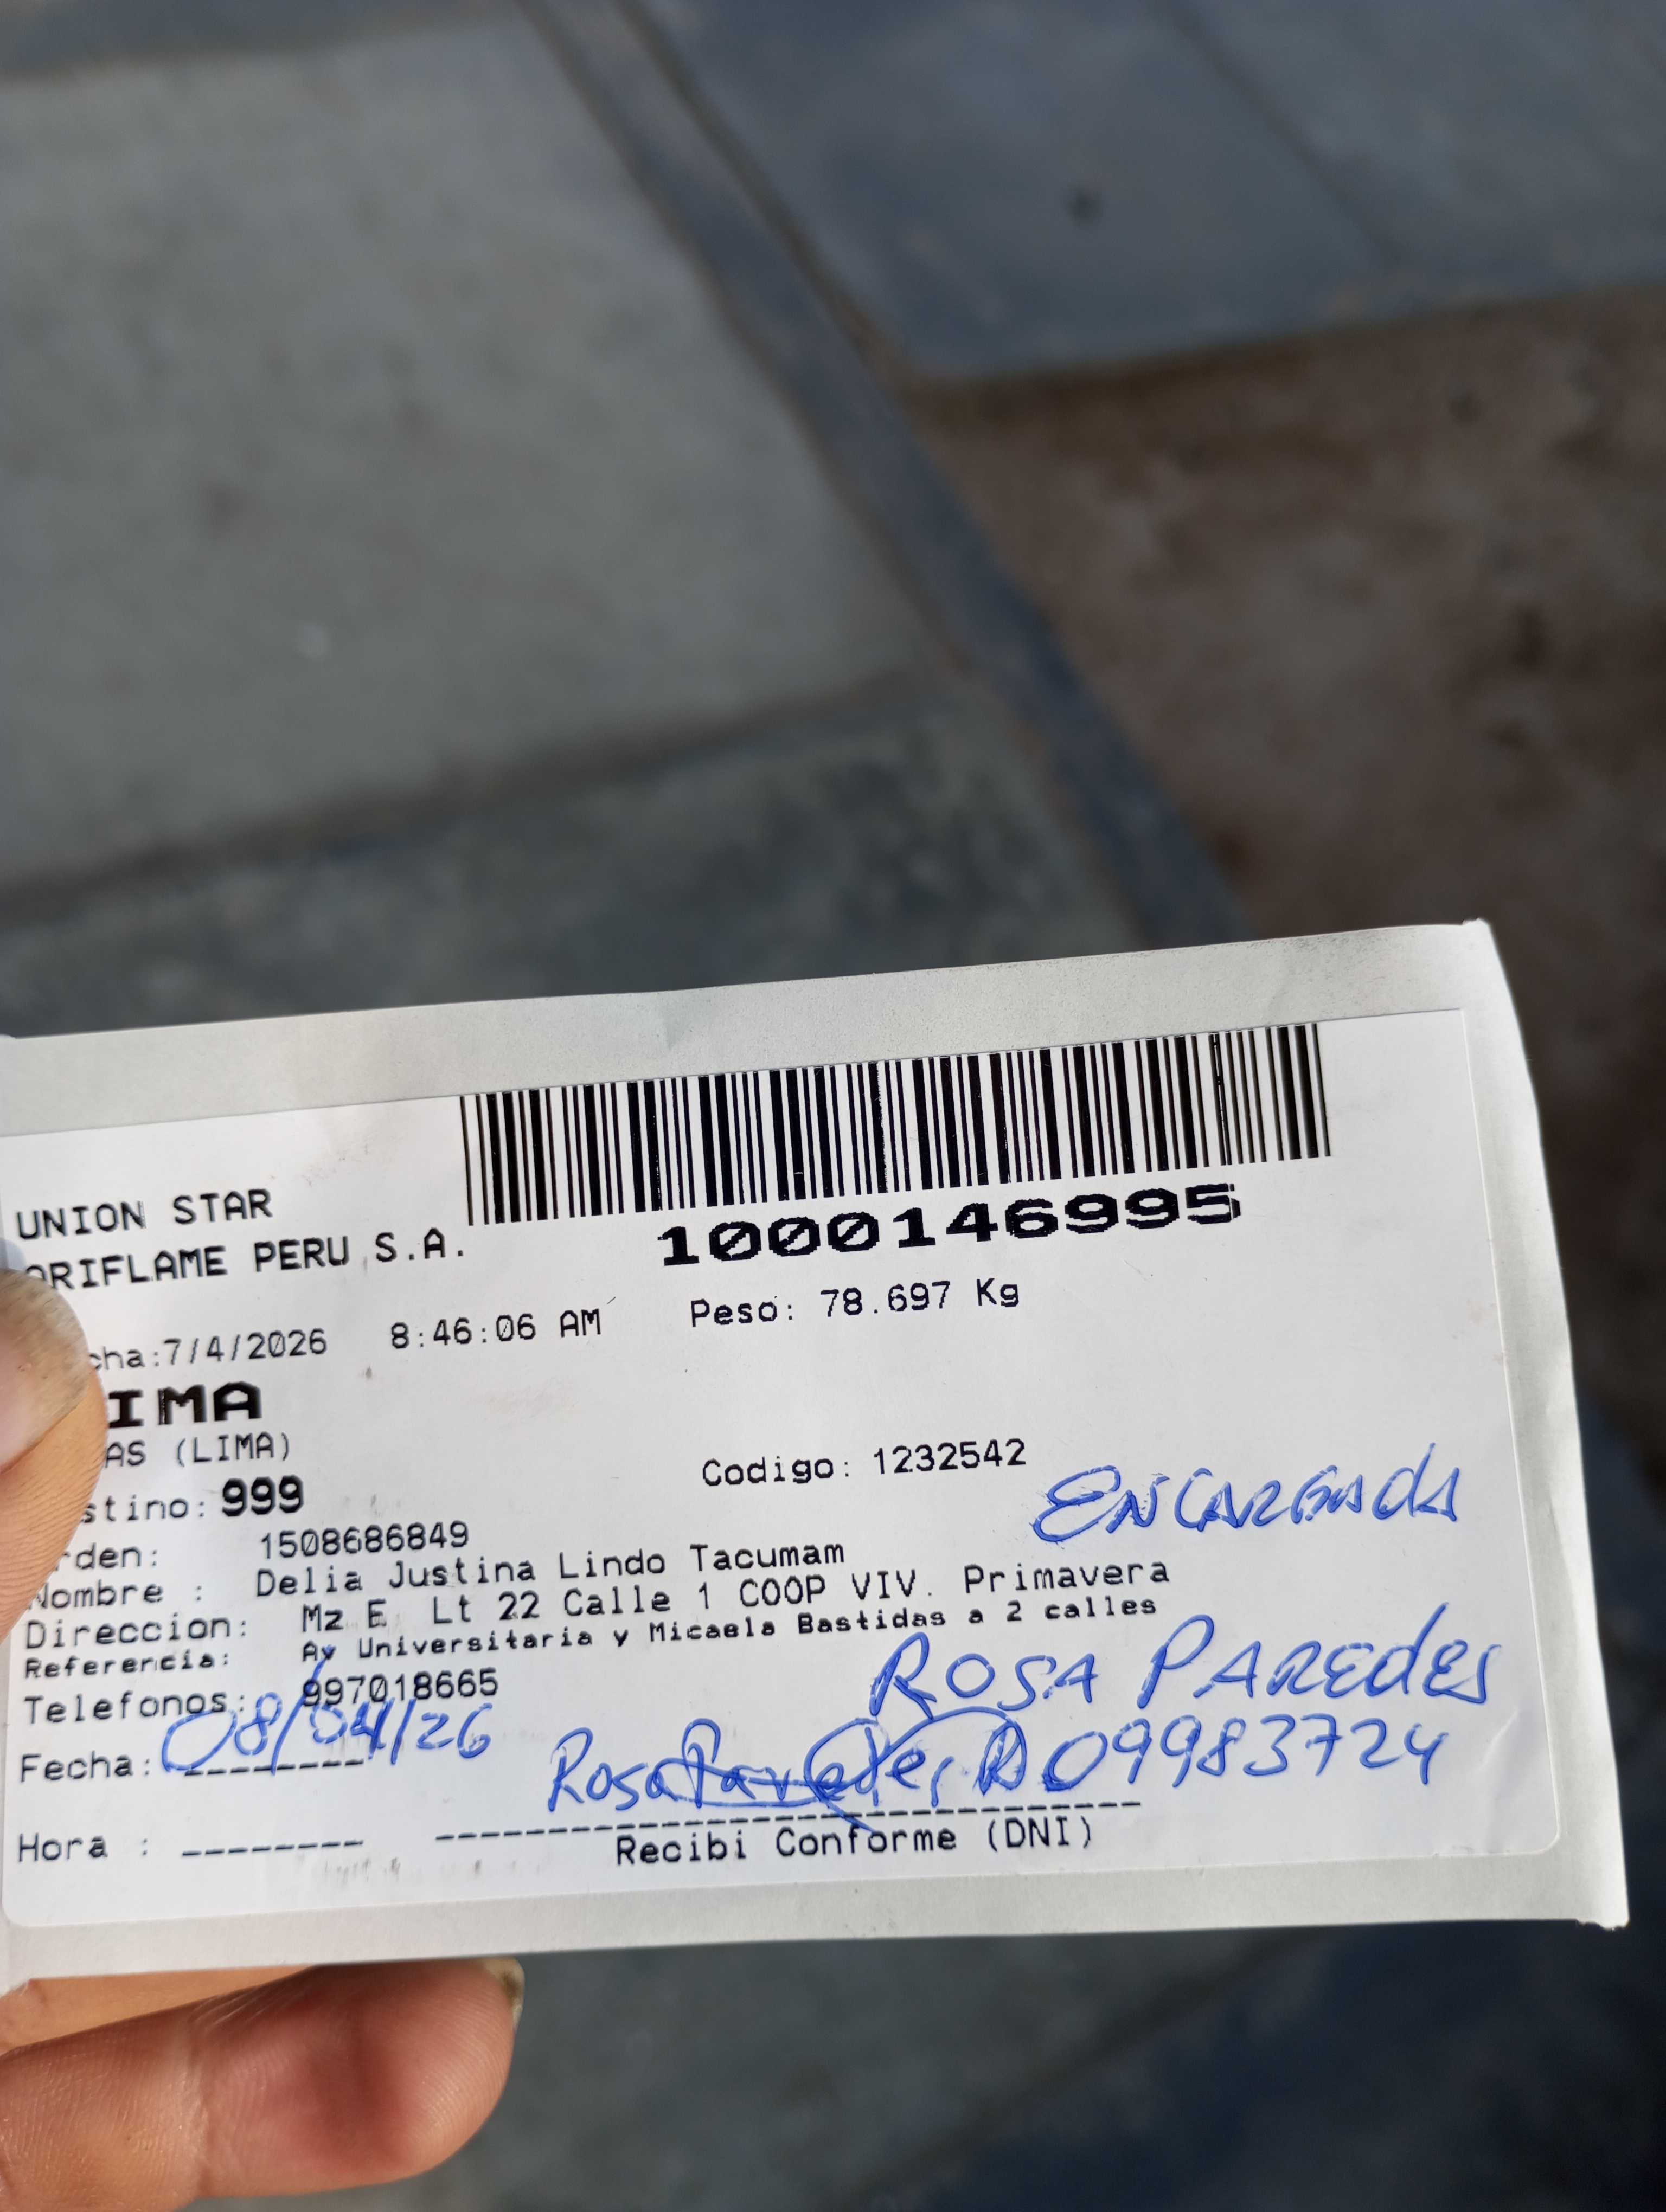 1000146995
UNION STAR
ORIFLAME PERU S.A.
cha:7/4/2026 8:46:06 AM Peso: 78.697 Kg
IMA
AS (LIMA)
stino: 999 Codigo: 1232542
ENCARGAdA
rden: 1508686849
Nombre : Delia Justina Lindo Tacumam
Direccion: Mz E Lt 22 Calle 1 COOP VIV. Primavera
Referencia: Av Universitaria y Micaela Bastidas a 2 calles
Telefonos: 997018665
ROSA PAREdES
Fecha: 08/04/26
Rosa Paredes 09983724
Hora :
Recibi Conforme (DNI)